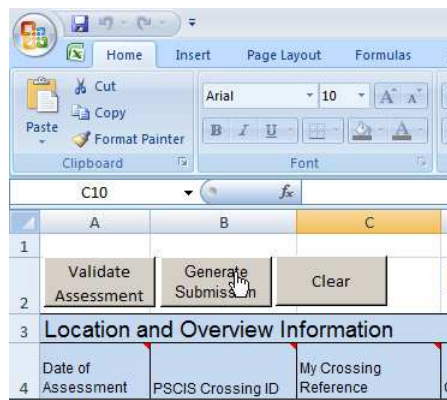 Home Insert Page Layout Formulas
Cut
Copy
Format Painter
Paste
Arial 10 A A
B I U A
Clipboard Font
C10 fx
A B C
1
Validate Generate Clear
Assessment Submission
2
3 Location and Overview Information
Date of My Crossing
4 Assessment PSCIS Crossing ID Reference